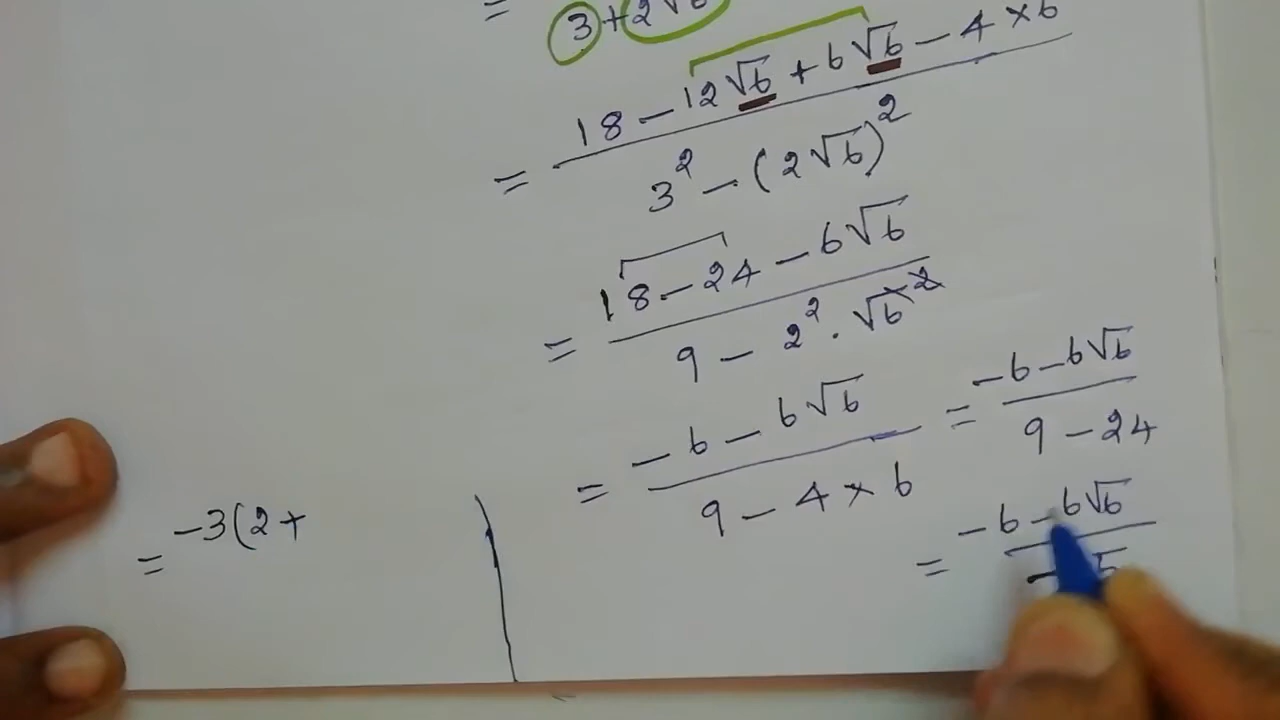 = 3 + 2√6
18 - 12√6 + 6√6 - 4 × 6
= 3² - (2√6)²
18 - 24 - 6√6
= 9 - 2² · √6²
- 6 - 6√6 = - 6 - 6√6
= 9 - 4 × 6 9 - 24
= - 6 - 6√6
= -3(2 +